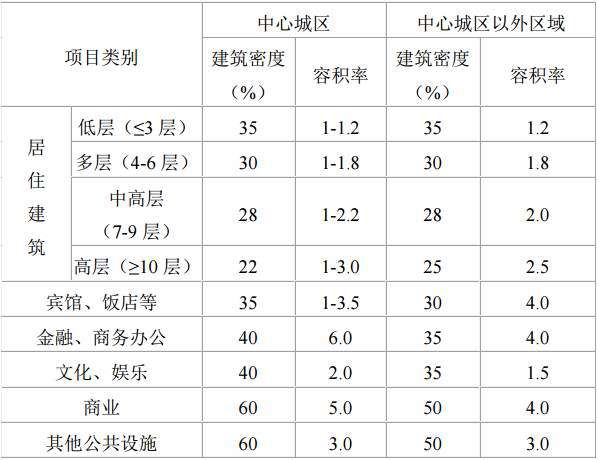 项目类别 中心城区 中心城区以外区域
建筑密度（%） 容积率 建筑密度（%） 容积率
居住建筑 低层（≤3 层） 35 1-1.2 35 1.2
多层（4-6 层） 30 1-1.8 30 1.8
中高层（7-9 层） 28 1-2.2 28 2.0
高层（≥10 层） 22 1-3.0 25 2.5
宾馆、饭店等 35 1-3.5 30 4.0
金融、商务办公 40 6.0 35 4.0
文化、娱乐 40 2.0 35 1.5
商业 60 5.0 50 4.0
其他公共设施 60 3.0 50 3.0